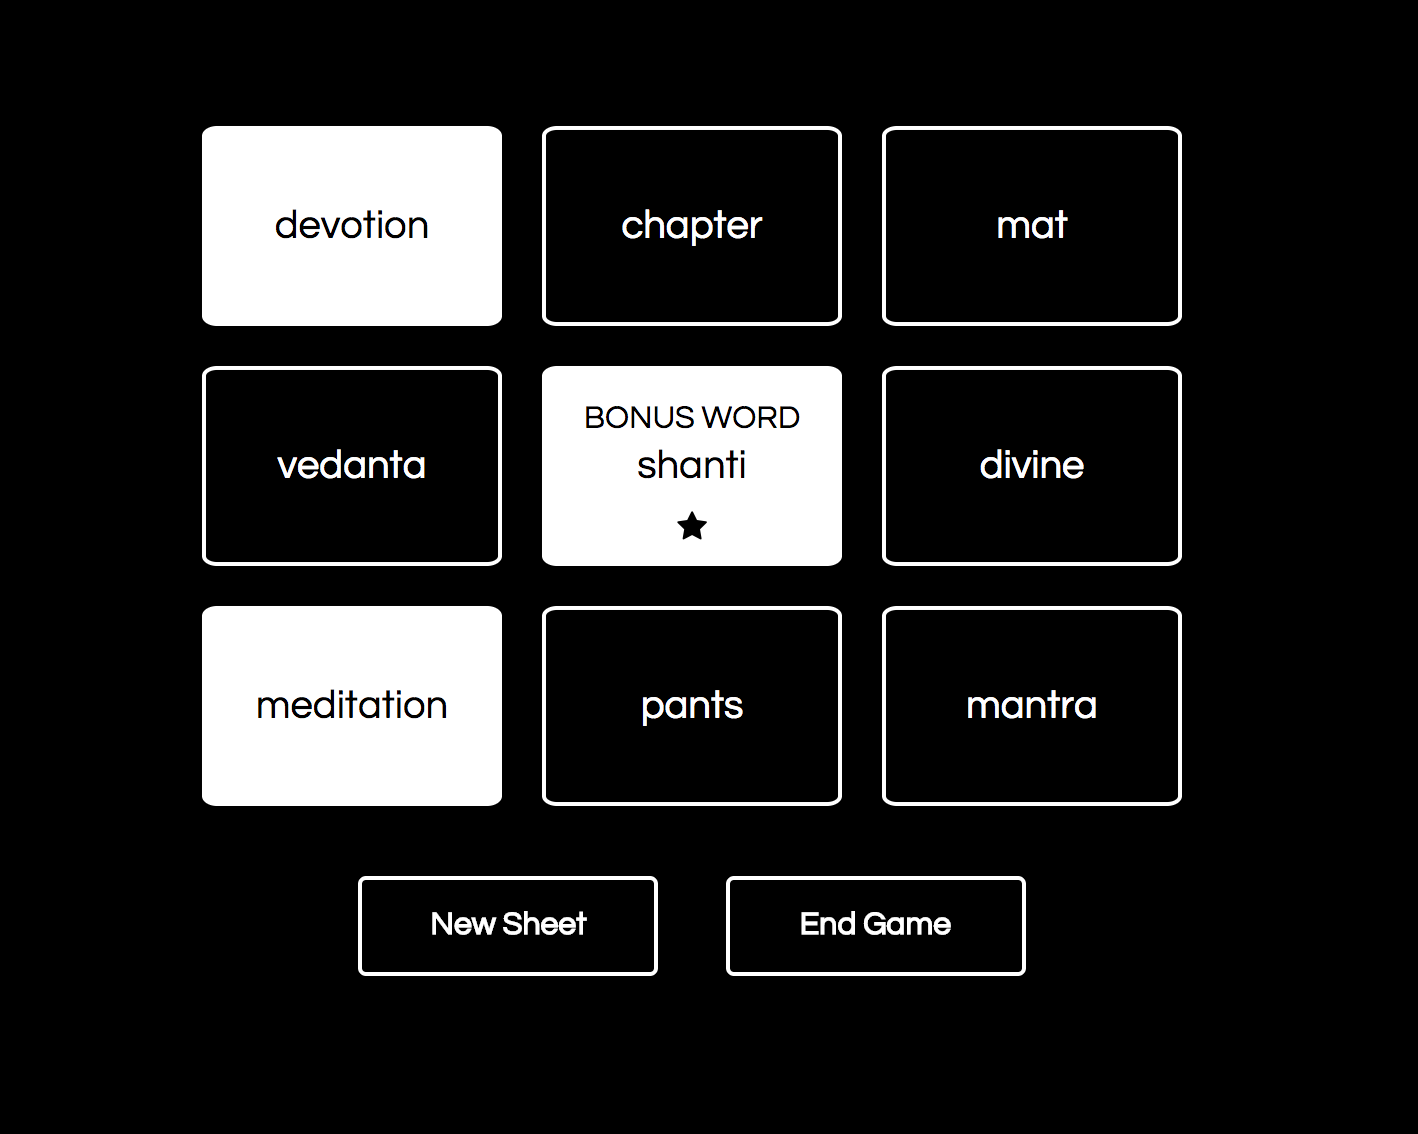 devotion
chapter
mat
vedanta
BONUS WORD
shanti
divine
meditation
pants
mantra
New Sheet
End Game